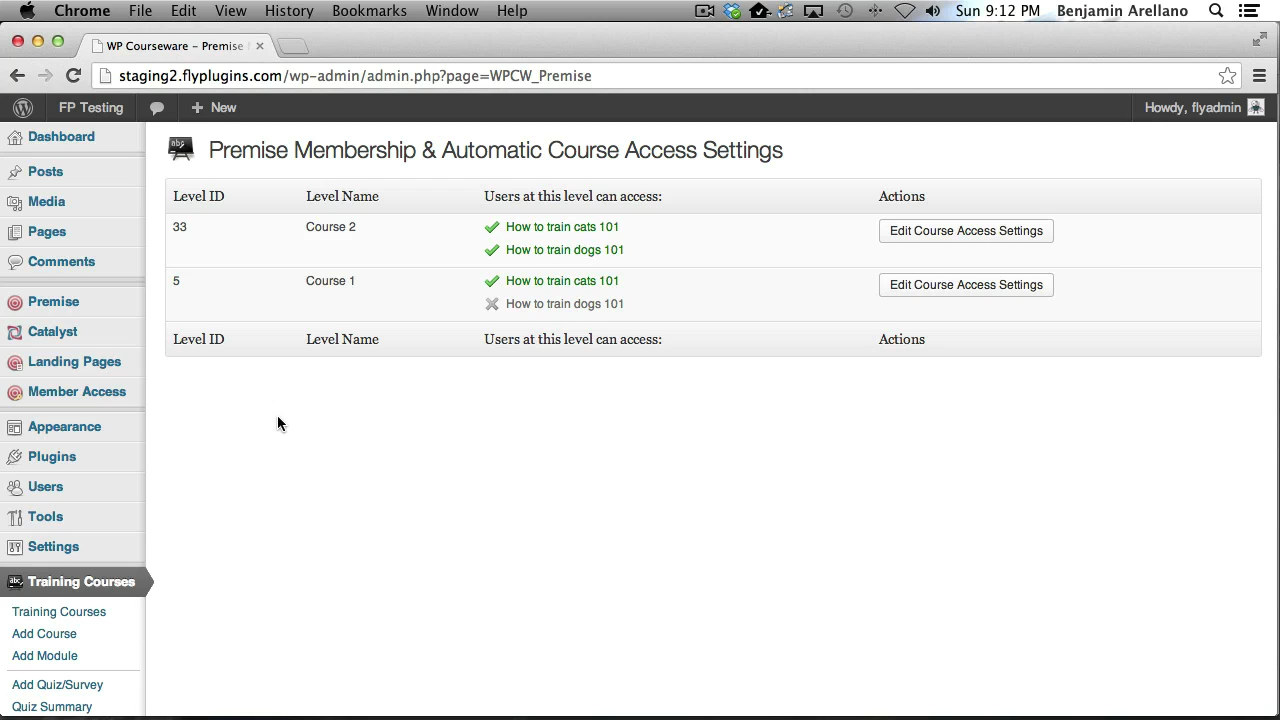 Chrome File Edit View History Bookmarks Window Help Sun 9:12 PM Benjamin Arellano
WP Courseware – Premise
staging2.flyplugins.com/wp-admin/admin.php?page=WPCW_Premise
FP Testing + New Howdy, flyadmin
Dashboard
Posts
Media
Pages
Comments
Premise
Catalyst
Landing Pages
Member Access
Appearance
Plugins
Users
Tools
Settings
abc Training Courses
Training Courses
Add Course
Add Module
Add Quiz/Survey
Quiz Summary
abc Premise Membership & Automatic Course Access Settings
Level ID Level Name Users at this level can access: Actions
33 Course 2 How to train cats 101 Edit Course Access Settings
How to train dogs 101
5 Course 1 How to train cats 101 Edit Course Access Settings
How to train dogs 101
Level ID Level Name Users at this level can access: Actions